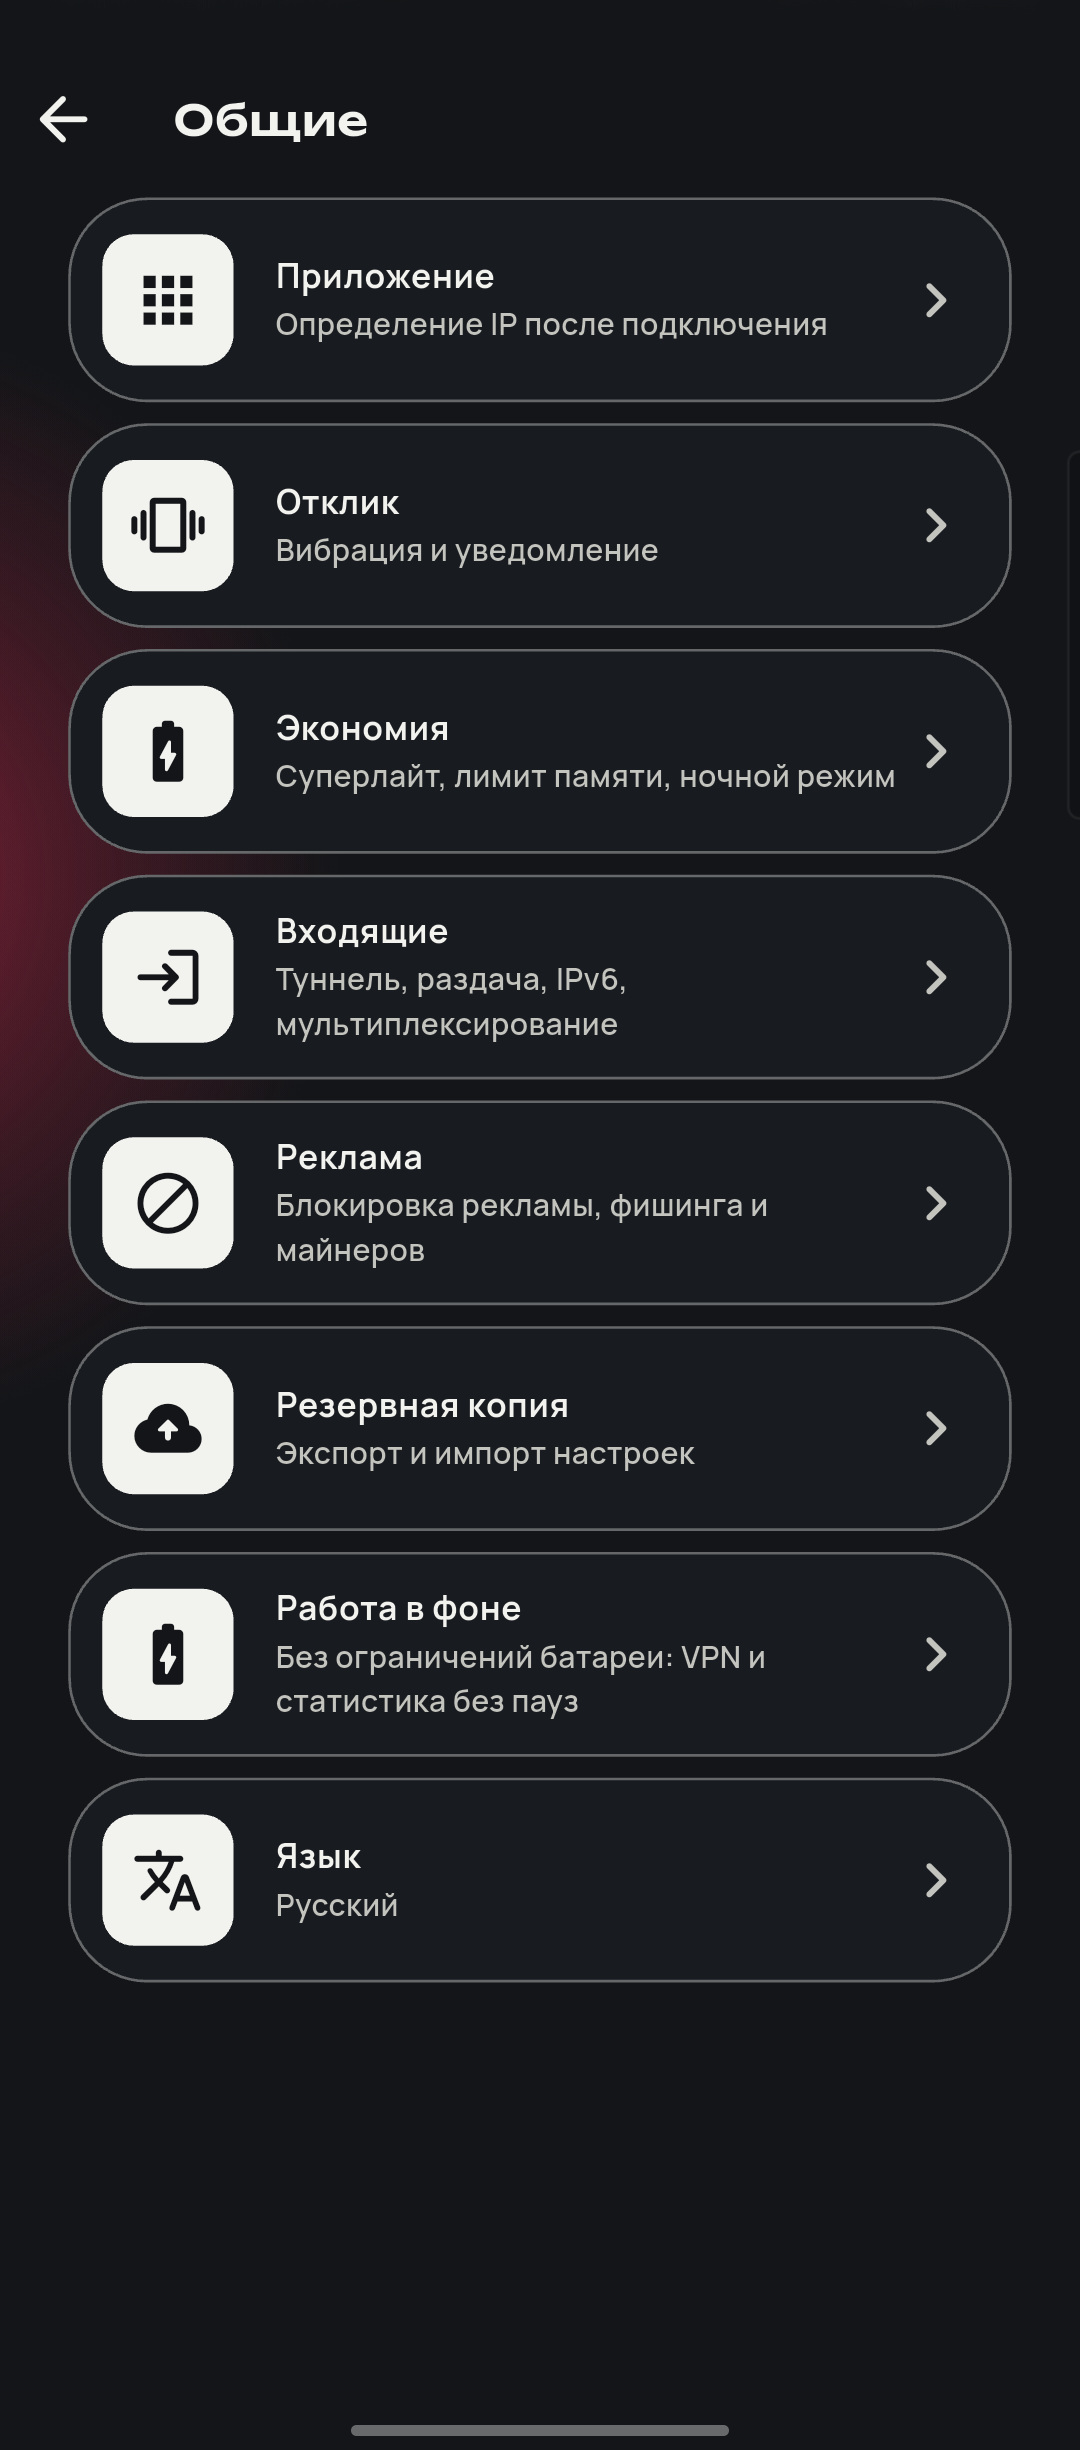 Общие
Приложение
Определение IP после подключения
Отклик
Вибрация и уведомление
Экономия
Суперлайт, лимит памяти, ночной режим
Входящие
Туннель, раздача, IPv6,
мультиплексирование
Реклама
Блокировка рекламы, фишинга и
майнеров
Резервная копия
Экспорт и импорт настроек
Работа в фоне
Без ограничений батареи: VPN и
статистика без пауз
Язык
Русский